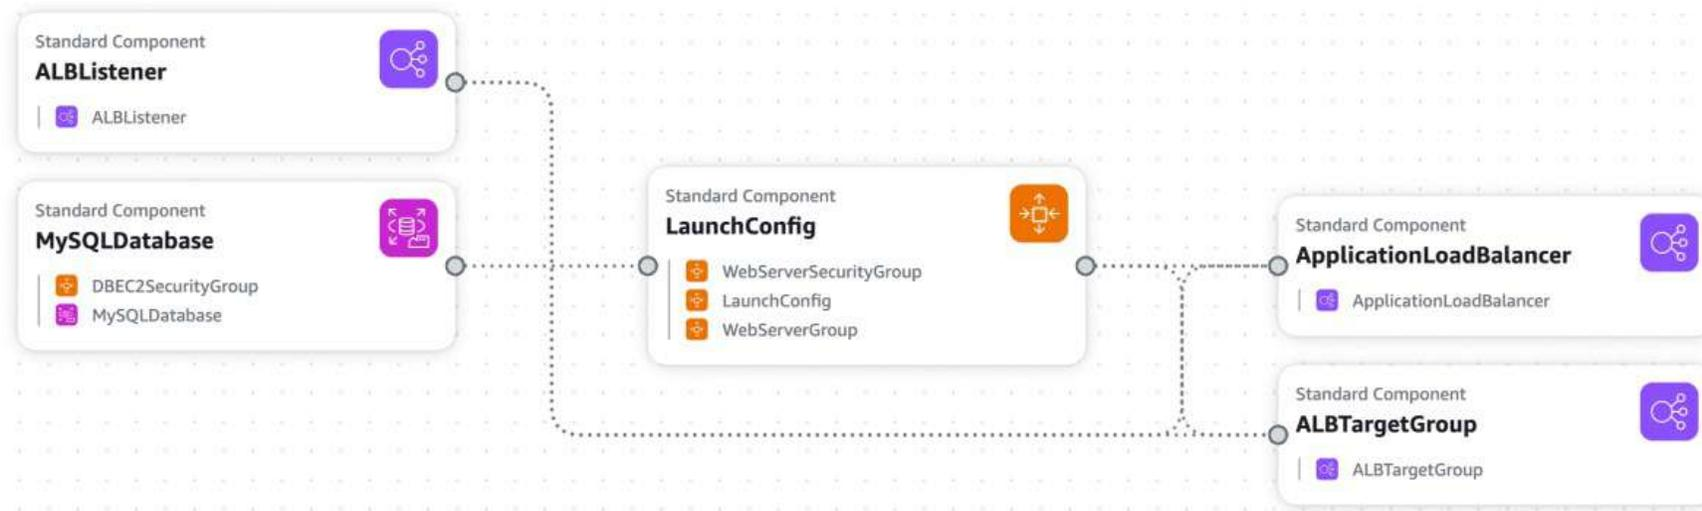 Standard Component
ALBListener
ALBListener
Standard Component
MySQLDatabase
DBEC2SecurityGroup
MySQLDatabase
Standard Component
LaunchConfig
WebServerSecurityGroup
LaunchConfig
WebServerGroup
Standard Component
ApplicationLoadBalancer
ApplicationLoadBalancer
Standard Component
ALBTargetGroup
ALBTargetGroup